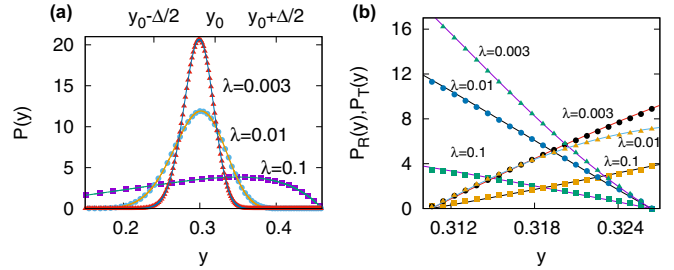 (a)
y₀-Δ/2 y₀ y₀+Δ/2
20
15
10
5
0
P(y)
λ=0.003
λ=0.01
λ=0.1
0.2 0.3 0.4
y
(b)
16
12
8
4
0
P_R(y),P_T(y)
λ=0.003
λ=0.01
λ=0.003
λ=0.01
λ=0.1
λ=0.1
0.312 0.318 0.324
y